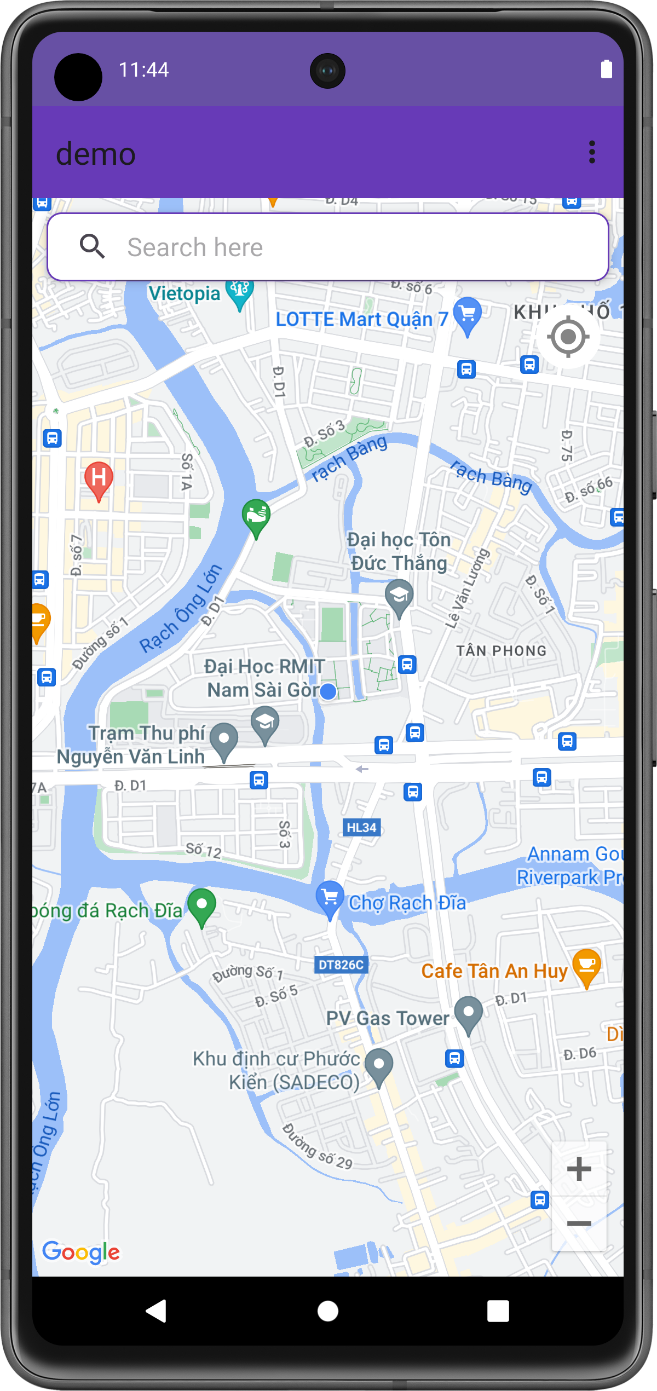 11:44
demo
Đ. D4
Search here
Vietopia
Đ. số 6
LOTTE Mart Quận 7
Đ. D1
Đ. Số 3
rạch Bàng
rạch Bàng
Đ. 75
Đ. số 66
Số 1A
H
Đ. số 7
Đại học Tôn
Đức Thắng
Lê Văn Lương
Đ. Số 1
Rạch Ông Lớn
Đ. D1
Đường số 1
TÂN PHONG
Đại Học RMIT
Nam Sài Gòn
Trạm Thu phí
Nguyễn Văn Linh
7A
Đ. D1
HL34
Số 3
Số 12
Annam Gou
Riverpark Pr
Chợ Rạch Đĩa
bóng đá Rạch Đĩa
DT826C
Đường Số 1
Đ. Số 5
Cafe Tân An Huy
Đ. D1
PV Gas Tower
Dì
Đ. D6
Khu định cư Phước
Kiển (SADECO)
ạch Ông Lớn
Đường số 29
Google